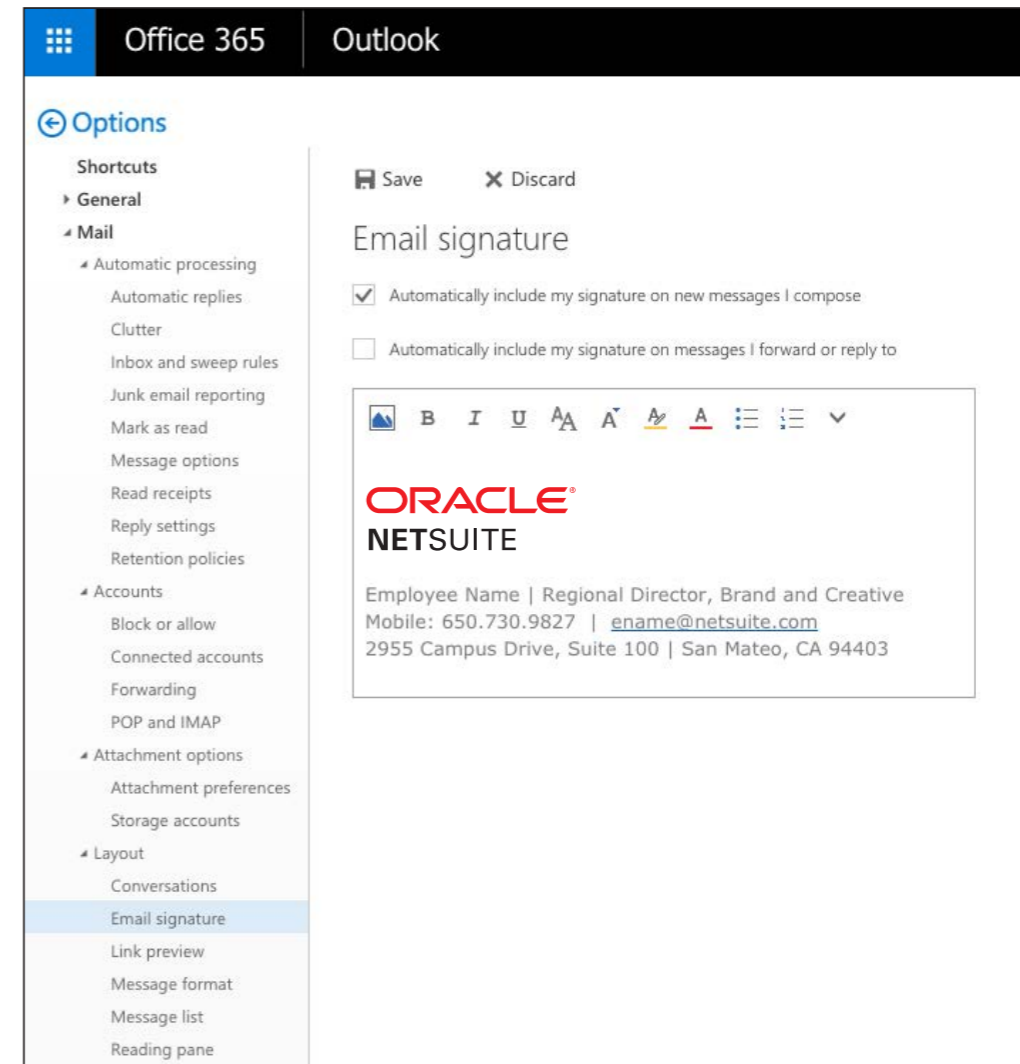 Office 365
Outlook
Options
Shortcuts
General
Mail
Automatic processing
Automatic replies
Clutter
Inbox and sweep rules
Junk email reporting
Mark as read
Message options
Read receipts
Reply settings
Retention policies
Accounts
Block or allow
Connected accounts
Forwarding
POP and IMAP
Attachment options
Attachment preferences
Storage accounts
Layout
Conversations
Email signature
Link preview
Message format
Message list
Reading pane
Save
Discard
Email signature
Automatically include my signature on new messages I compose
Automatically include my signature on messages I forward or reply to
B I U AA A A A
ORACLE®
NETSUITE
Employee Name | Regional Director, Brand and Creative
Mobile: 650.730.9827 | ename@netsuite.com
2955 Campus Drive, Suite 100 | San Mateo, CA 94403